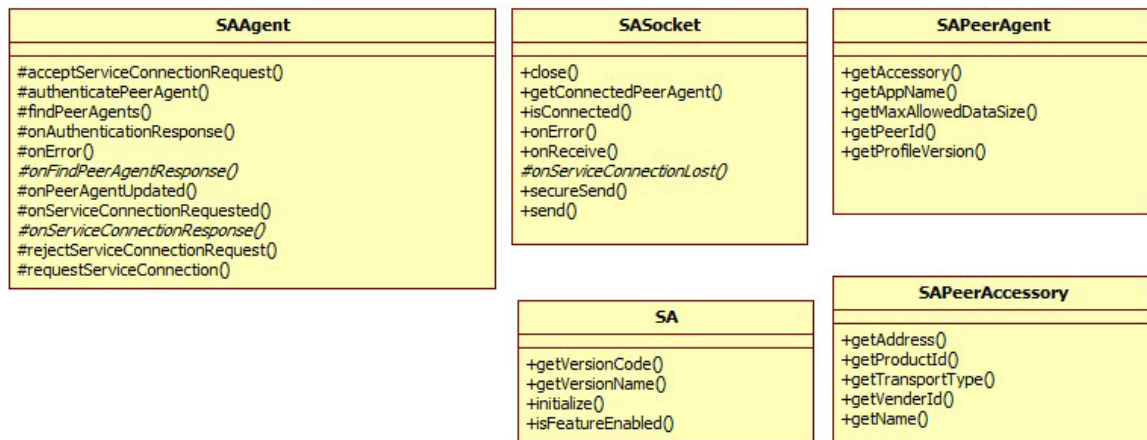 SAAgent
#acceptServiceConnectionRequest()
#authenticatePeerAgent()
#findPeerAgents()
#onAuthenticationResponse()
#onError()
#onFindPeerAgentResponse()
#onPeerAgentUpdated()
#onServiceConnectionRequested()
#onServiceConnectionResponse()
#rejectServiceConnectionRequest()
#requestServiceConnection()
SASocket
+close()
+getConnectedPeerAgent()
+isConnected()
+onError()
+onReceive()
#onServiceConnectionLost()
+secureSend()
+send()
SAPeerAgent
+getAccessory()
+getAppName()
+getMaxAllowedDataSize()
+getPeerId()
+getProfileVersion()
SA
+getVersionCode()
+getVersionName()
+initialize()
+isFeatureEnabled()
SAPeerAccessory
+getAddress()
+getProductId()
+getTransportType()
+getVenderId()
+getName()